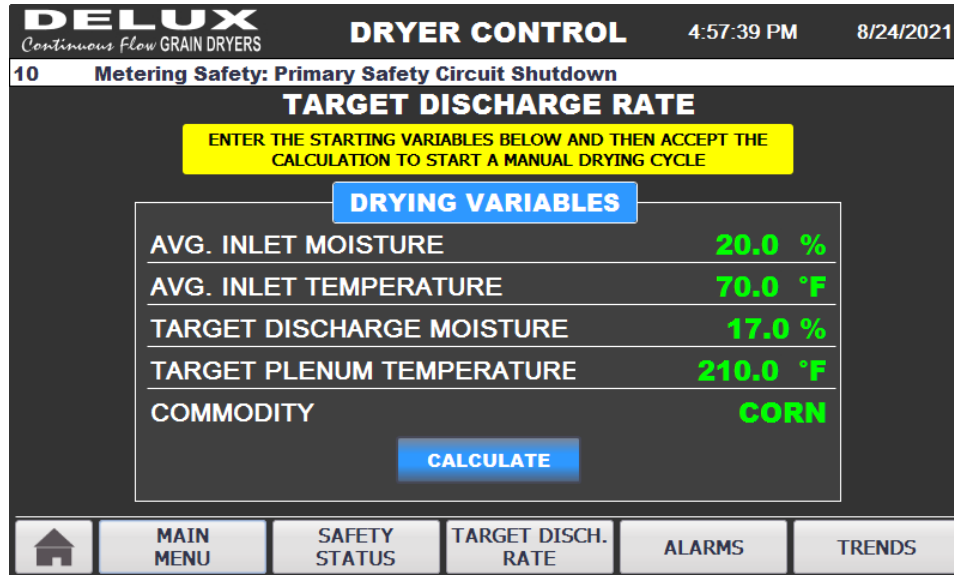 DELUX
Continuous Flow GRAIN DRYERS
DRYER CONTROL
4:57:39 PM
8/24/2021
10 Metering Safety: Primary Safety Circuit Shutdown
TARGET DISCHARGE RATE
ENTER THE STARTING VARIABLES BELOW AND THEN ACCEPT THE
CALCULATION TO START A MANUAL DRYING CYCLE
DRYING VARIABLES
AVG. INLET MOISTURE 20.0 %
AVG. INLET TEMPERATURE 70.0 °F
TARGET DISCHARGE MOISTURE 17.0 %
TARGET PLENUM TEMPERATURE 210.0 °F
COMMODITY CORN
CALCULATE
MAIN
MENU
SAFETY
STATUS
TARGET DISCH.
RATE
ALARMS
TRENDS